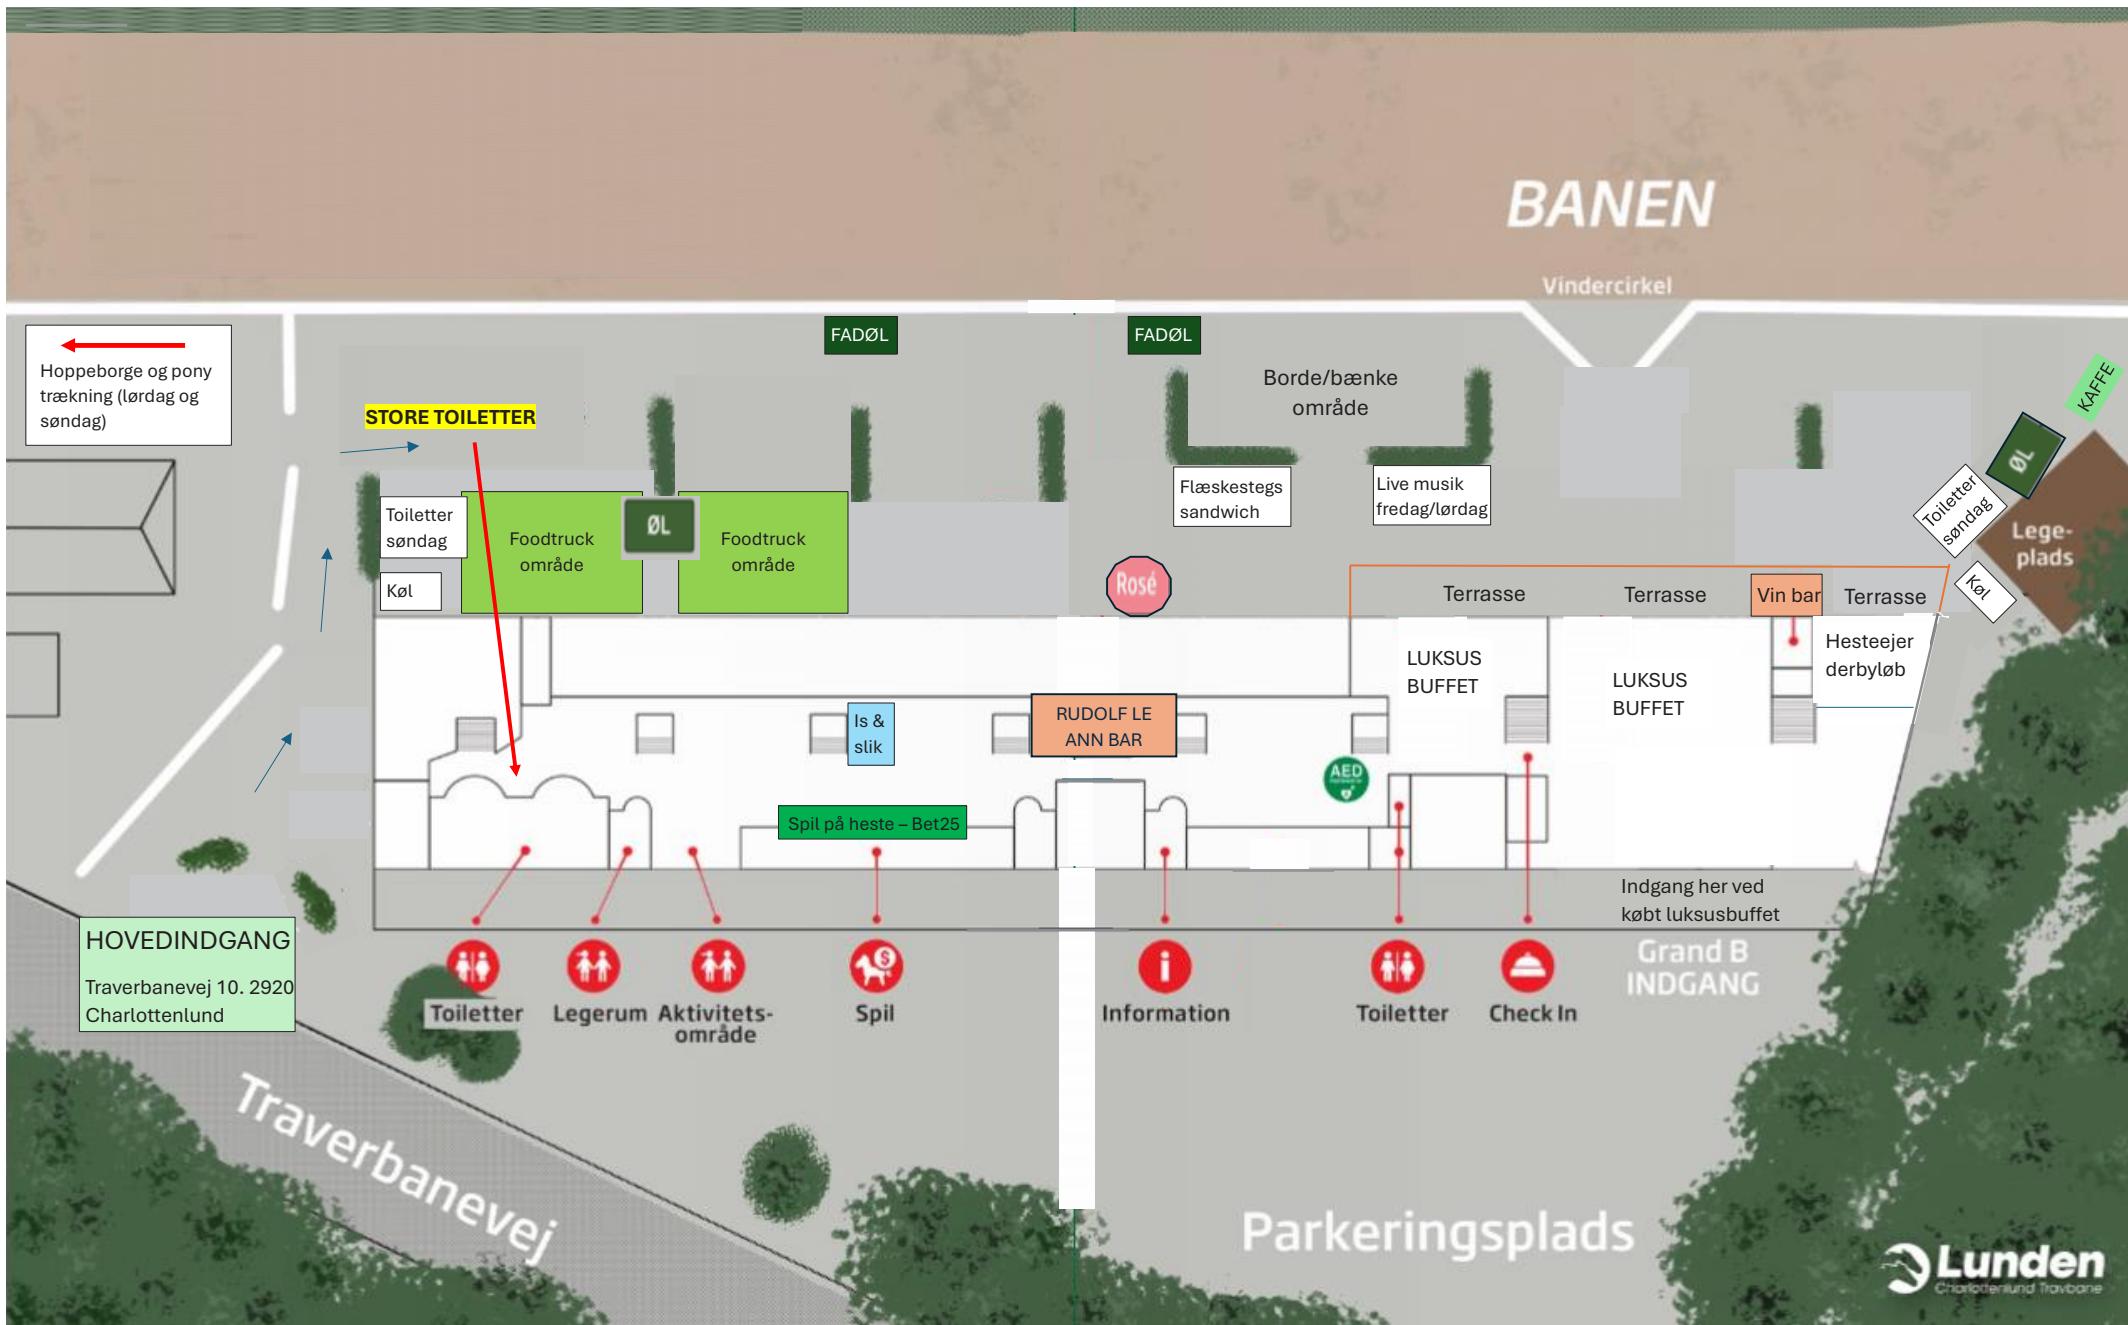 BANEN
Vindercirkel
FADØL
FADØL
Hoppeborge og pony
trækning (lørdag og
søndag)
STORE TOILETTER
Borde/bænke
område
KAFFE
ØL
Toiletter
søndag
Lege-
plads
Køl
Toiletter
søndag
Køl
Foodtruck
område
ØL
Foodtruck
område
Flæskestegs
sandwich
Live musik
fredag/lørdag
Rosé
Terrasse
Terrasse
Vin bar
Terrasse
LUKSUS
BUFFET
LUKSUS
BUFFET
Hesteejer
derbyløb
Is &
slik
RUDOLF LE
ANN BAR
AED
Spil på heste – Bet25
Indgang her ved
købt luksusbuffet
Grand B
INDGANG
HOVEDINDGANG
Traverbanevej 10. 2920
Charlottenlund
Toiletter
Legerum
Aktivitets-
område
Spil
Information
Toiletter
Check In
Traverbanevej
Parkeringsplads
Lunden
Charlottenlund Travbane